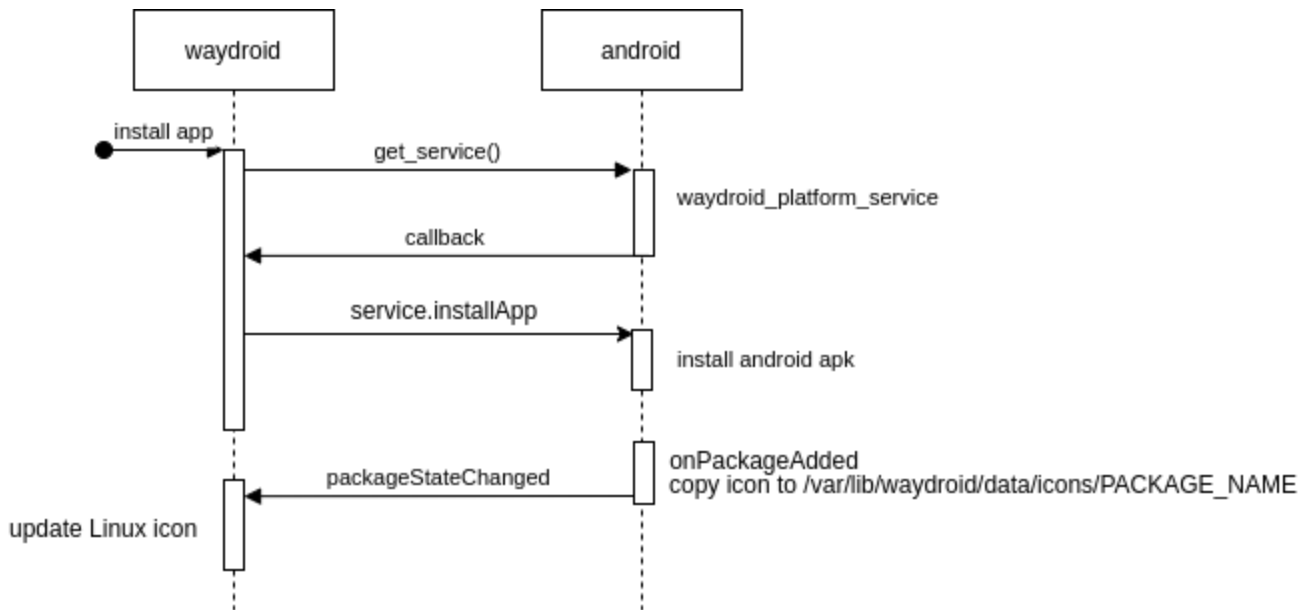 waydroid
android
install app
get_service()
waydroid_platform_service
callback
service.installApp
install android apk
onPackageAdded
copy icon to /var/lib/waydroid/data/icons/PACKAGE_NAME
packageStateChanged
update Linux icon